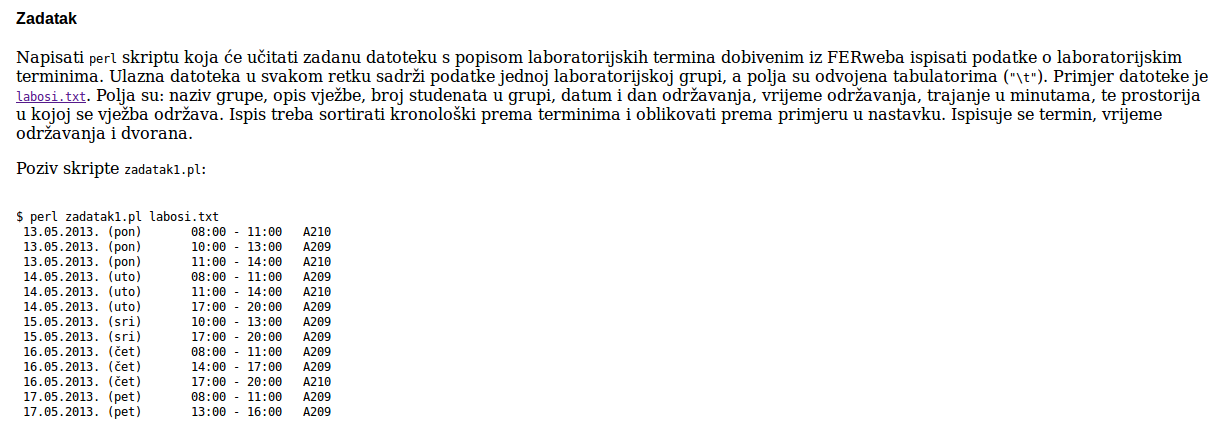 Zadatak
Napisati perl skriptu koja će učitati zadanu datoteku s popisom laboratorijskih termina dobivenim iz FERweba ispisati podatke o laboratorijskim
terminima. Ulazna datoteka u svakom retku sadrži podatke jednoj laboratorijskoj grupi, a polja su odvojena tabulatorima ("\t"). Primjer datoteke je
labosi.txt. Polja su: naziv grupe, opis vježbe, broj studenata u grupi, datum i dan održavanja, vrijeme održavanja, trajanje u minutama, te prostorija
u kojoj se vježba održava. Ispis treba sortirati kronološki prema terminima i oblikovati prema primjeru u nastavku. Ispisuje se termin, vrijeme
održavanja i dvorana.
Poziv skripte zadatak1.pl:
$ perl zadatak1.pl labosi.txt
13.05.2013. (pon) 08:00 - 11:00 A210
13.05.2013. (pon) 10:00 - 13:00 A209
13.05.2013. (pon) 11:00 - 14:00 A210
14.05.2013. (uto) 08:00 - 11:00 A209
14.05.2013. (uto) 11:00 - 14:00 A210
14.05.2013. (uto) 17:00 - 20:00 A209
15.05.2013. (sri) 10:00 - 13:00 A209
15.05.2013. (sri) 17:00 - 20:00 A209
16.05.2013. (čet) 08:00 - 11:00 A209
16.05.2013. (čet) 14:00 - 17:00 A209
16.05.2013. (čet) 17:00 - 20:00 A210
17.05.2013. (pet) 08:00 - 11:00 A209
17.05.2013. (pet) 13:00 - 16:00 A209